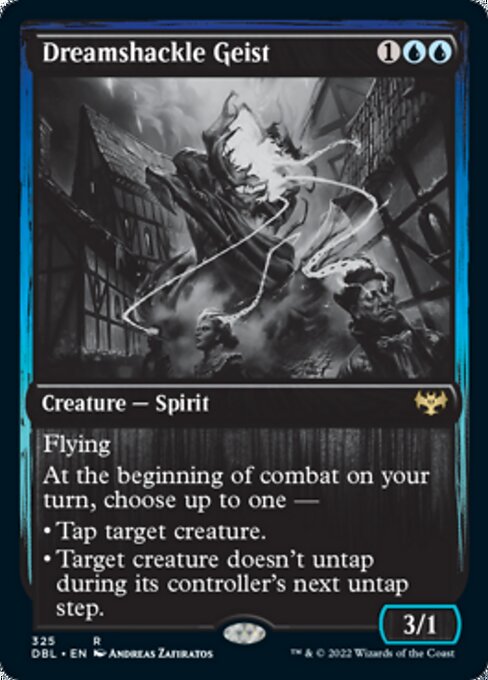 Dreamshackle Geist 1
Creature — Spirit
Flying
At the beginning of combat on your
turn, choose up to one —
• Tap target creature.
• Target creature doesn't untap
during its controller's next untap
step.
3/1
325 R
DBL • EN ANDREAS ZAFIRATOS
™ & © 2022 Wizards of the Coast